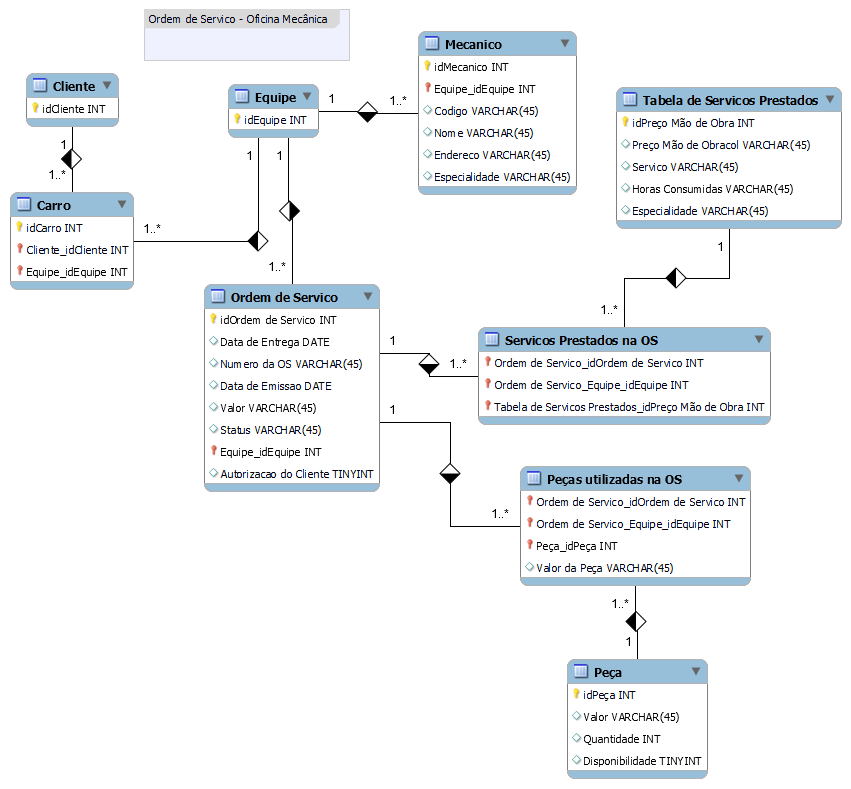 Ordem de Servico - Oficina Mecânica
Cliente
idCliente INT
1
1..*
Carro
idCarro INT
Cliente_idCliente INT
Equipe_idEquipe INT
1..*
Equipe
idEquipe INT
1
1..*
1
1
1..*
Mecanico
idMecanico INT
Equipe_idEquipe INT
Codigo VARCHAR(45)
Nome VARCHAR(45)
Endereco VARCHAR(45)
Especialidade VARCHAR(45)
Tabela de Servicos Prestados
idPreço Mão de Obra INT
Preço Mão de Obracol VARCHAR(45)
Servico VARCHAR(45)
Horas Consumidas VARCHAR(45)
Especialidade VARCHAR(45)
1
1..*
Ordem de Servico
idOrdem de Servico INT
Data de Entrega DATE
Numero da OS VARCHAR(45)
Data de Emissao DATE
Valor VARCHAR(45)
Status VARCHAR(45)
Equipe_idEquipe INT
Autorizacao do Cliente TINYINT
1
1..*
1
1..*
Servicos Prestados na OS
Ordem de Servico_idOrdem de Servico INT
Ordem de Servico_Equipe_idEquipe INT
Tabela de Servicos Prestados_idPreço Mão de Obra INT
Peças utilizadas na OS
Ordem de Servico_idOrdem de Servico INT
Ordem de Servico_Equipe_idEquipe INT
Peça_idPeça INT
Valor da Peça VARCHAR(45)
1..*
1
Peça
idPeça INT
Valor VARCHAR(45)
Quantidade INT
Disponibilidade TINYINT